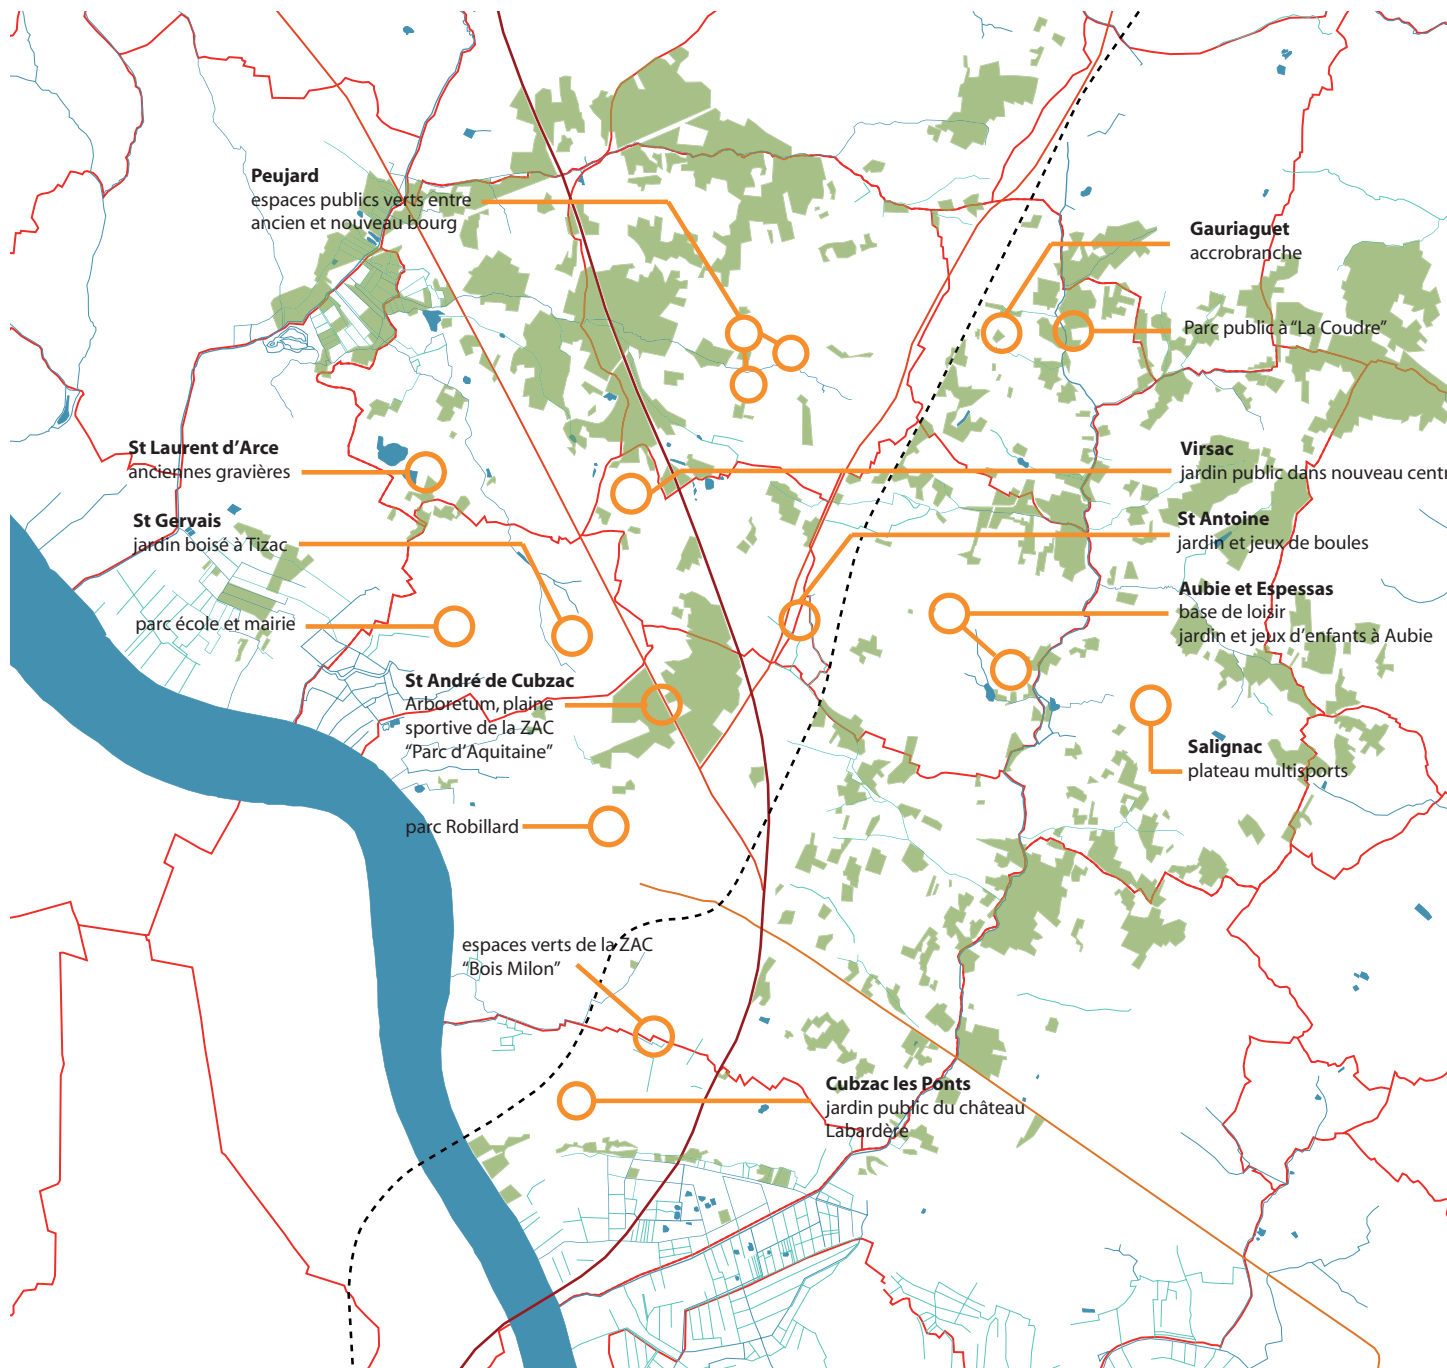 Peujard
espaces publics verts entre
ancien et nouveau bourg
Gauriaguet
accrobranche
Parc public à “La Coudre”
St Laurent d’Arce
anciennes gravières
Virsac
jardin public dans nouveau centr
St Gervais
jardin boisé à Tizac
St Antoine
jardin et jeux de boules
parc école et mairie
Aubie et Espessas
base de loisir
jardin et jeux d’enfants à Aubie
St André de Cubzac
Arboretum, plaine
sportive de la ZAC
“Parc d’Aquitaine”
Salignac
plateau multisports
parc Robillard
espaces verts de la ZAC
“Bois Milon”
Cubzac les Ponts
jardin public du château
Labardère